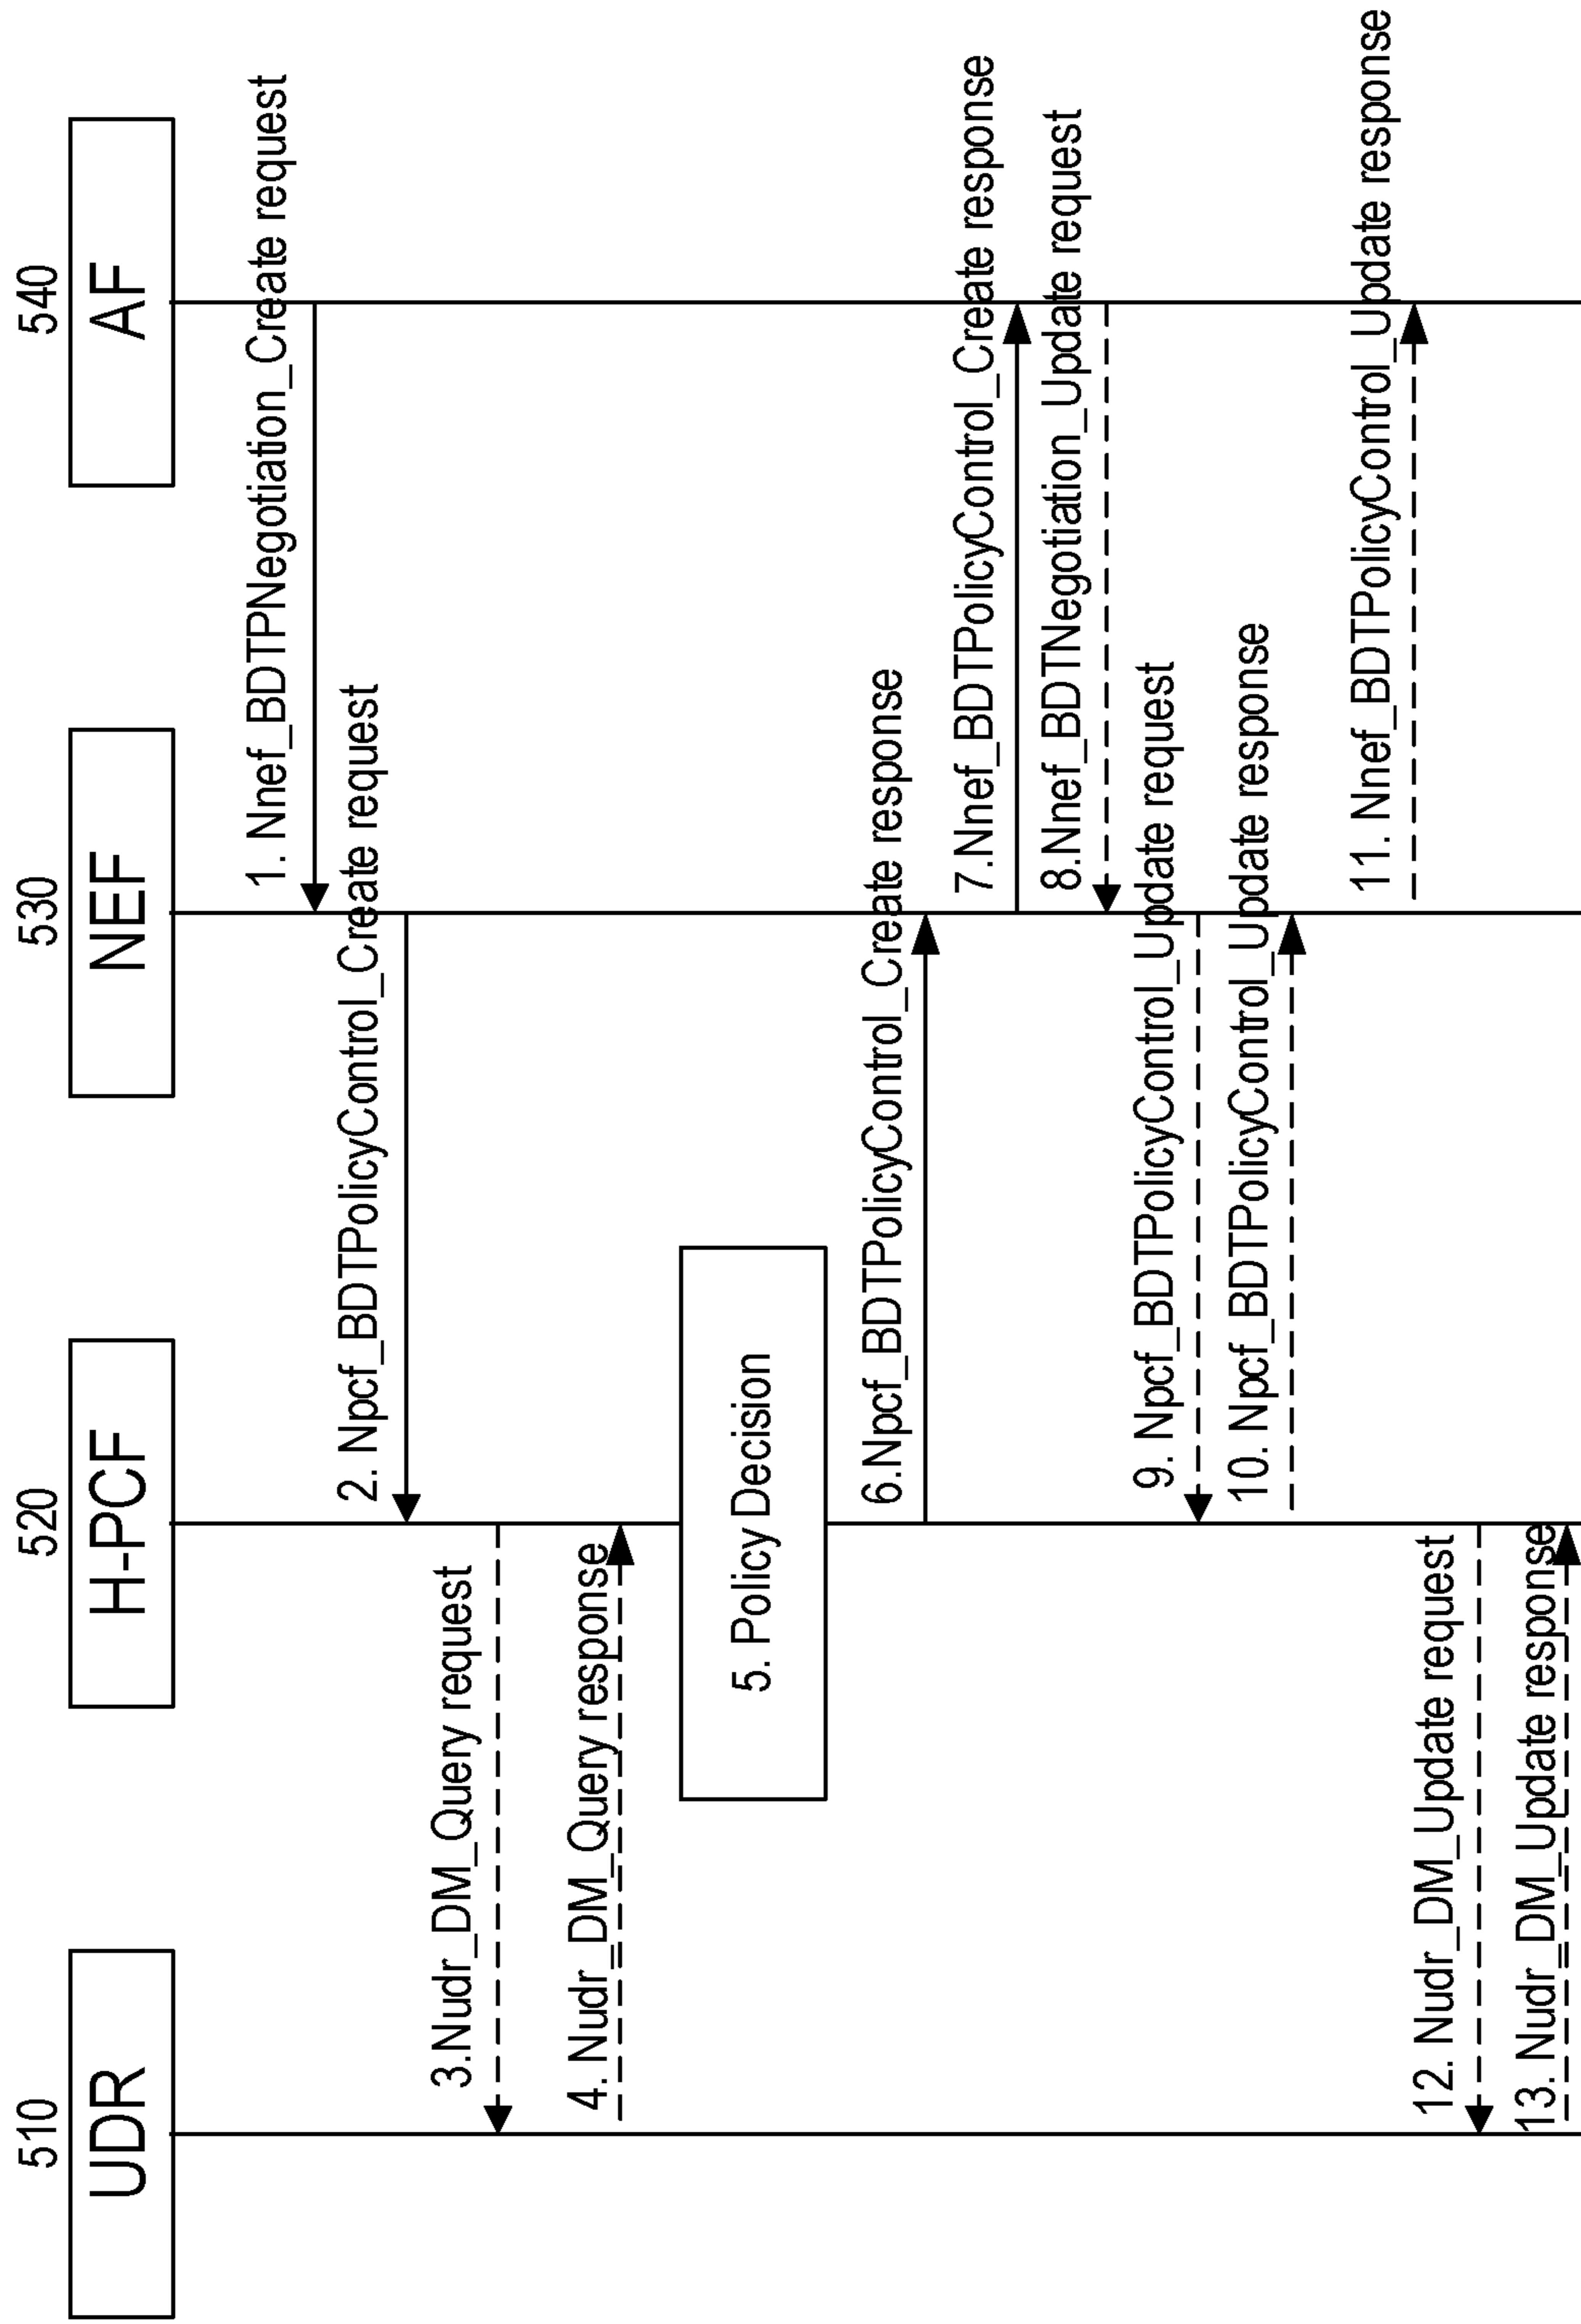 510
520
530
540
UDR
H-PCF
NEF
AF
1. Nnef_BDTPNegotiation_Create request
2. Npcf_BDTPolicyControl_Create request
3.Nudr_DM_Query request
4. Nudr_DM_Query response
5. Policy Decision
6.Npcf_BDTPolicyControl_Create response
7.Nnef_BDTPolicyControl_Create response
8.Nnef_BDTNegotiation_Update request
9. Npcf_BDTPolicyControl_Update request
10. Npcf_BDTPolicyControl_Update response
11. Nnef_BDTPolicyControl_Update response
12. Nudr_DM_Update request
13. Nudr_DM_Update response